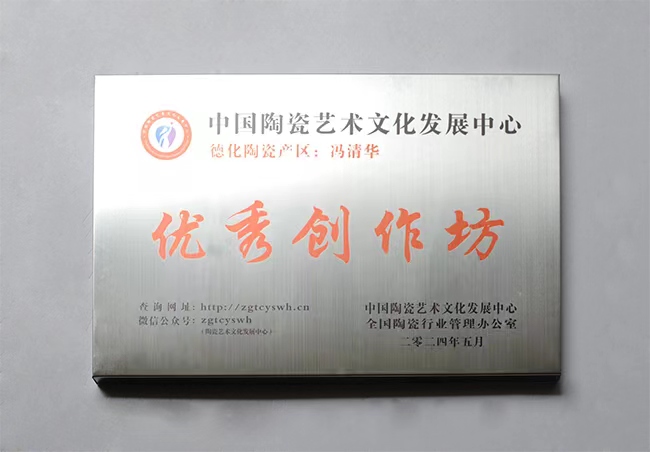 中国陶瓷艺术文化发展中心
德化陶瓷产区：冯清华
优秀创作坊
查询网址：http://zgtcyswh.cn
微信公众号：zgtcyswh
（陶瓷艺术文化发展中心）
中国陶瓷艺术文化发展中心
全国陶瓷行业管理办公室
二零二四年五月